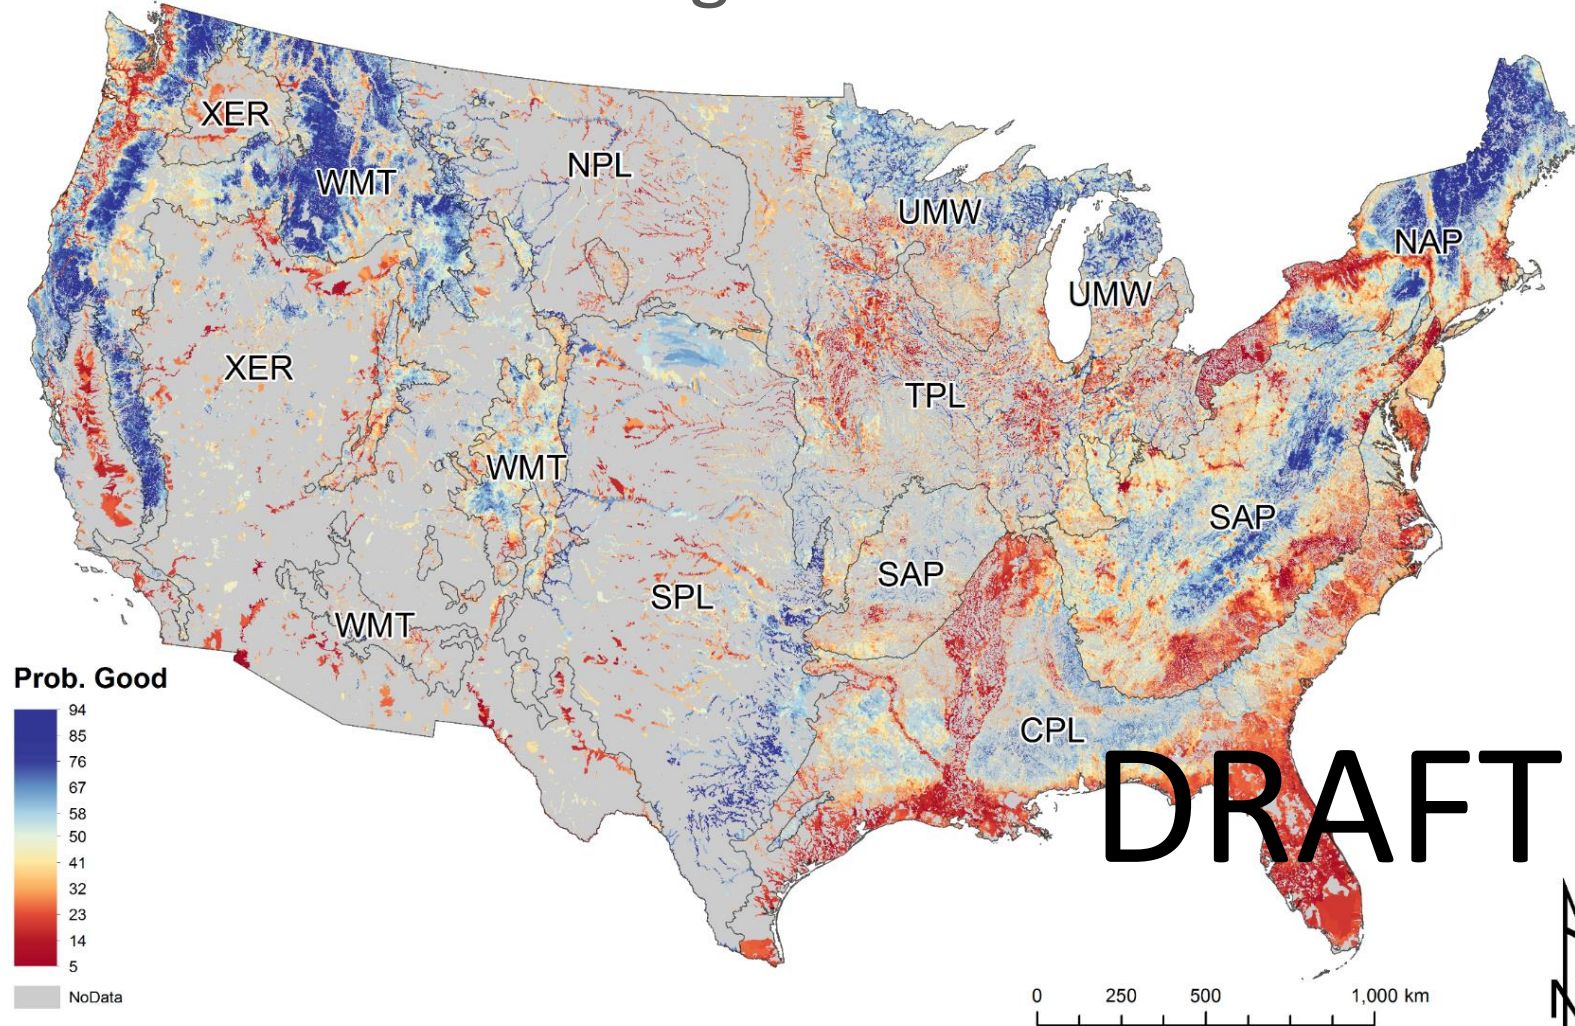 XER
WMT
NPL
UMW
NAP
UMW
XER
TPL
WMT
SAP
SAP
SPL
WMT
CPL
DRAFT
Prob. Good
94
85
76
67
58
50
41
32
23
14
5
NoData
0 250 500 1,000 km
N